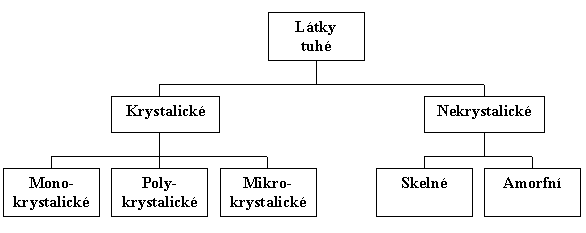 Látky
tuhé
Krystalické
Nekrystalické
Mono-
krystalické
Poly-
krystalické
Mikro-
krystalické
Skelné
Amorfní